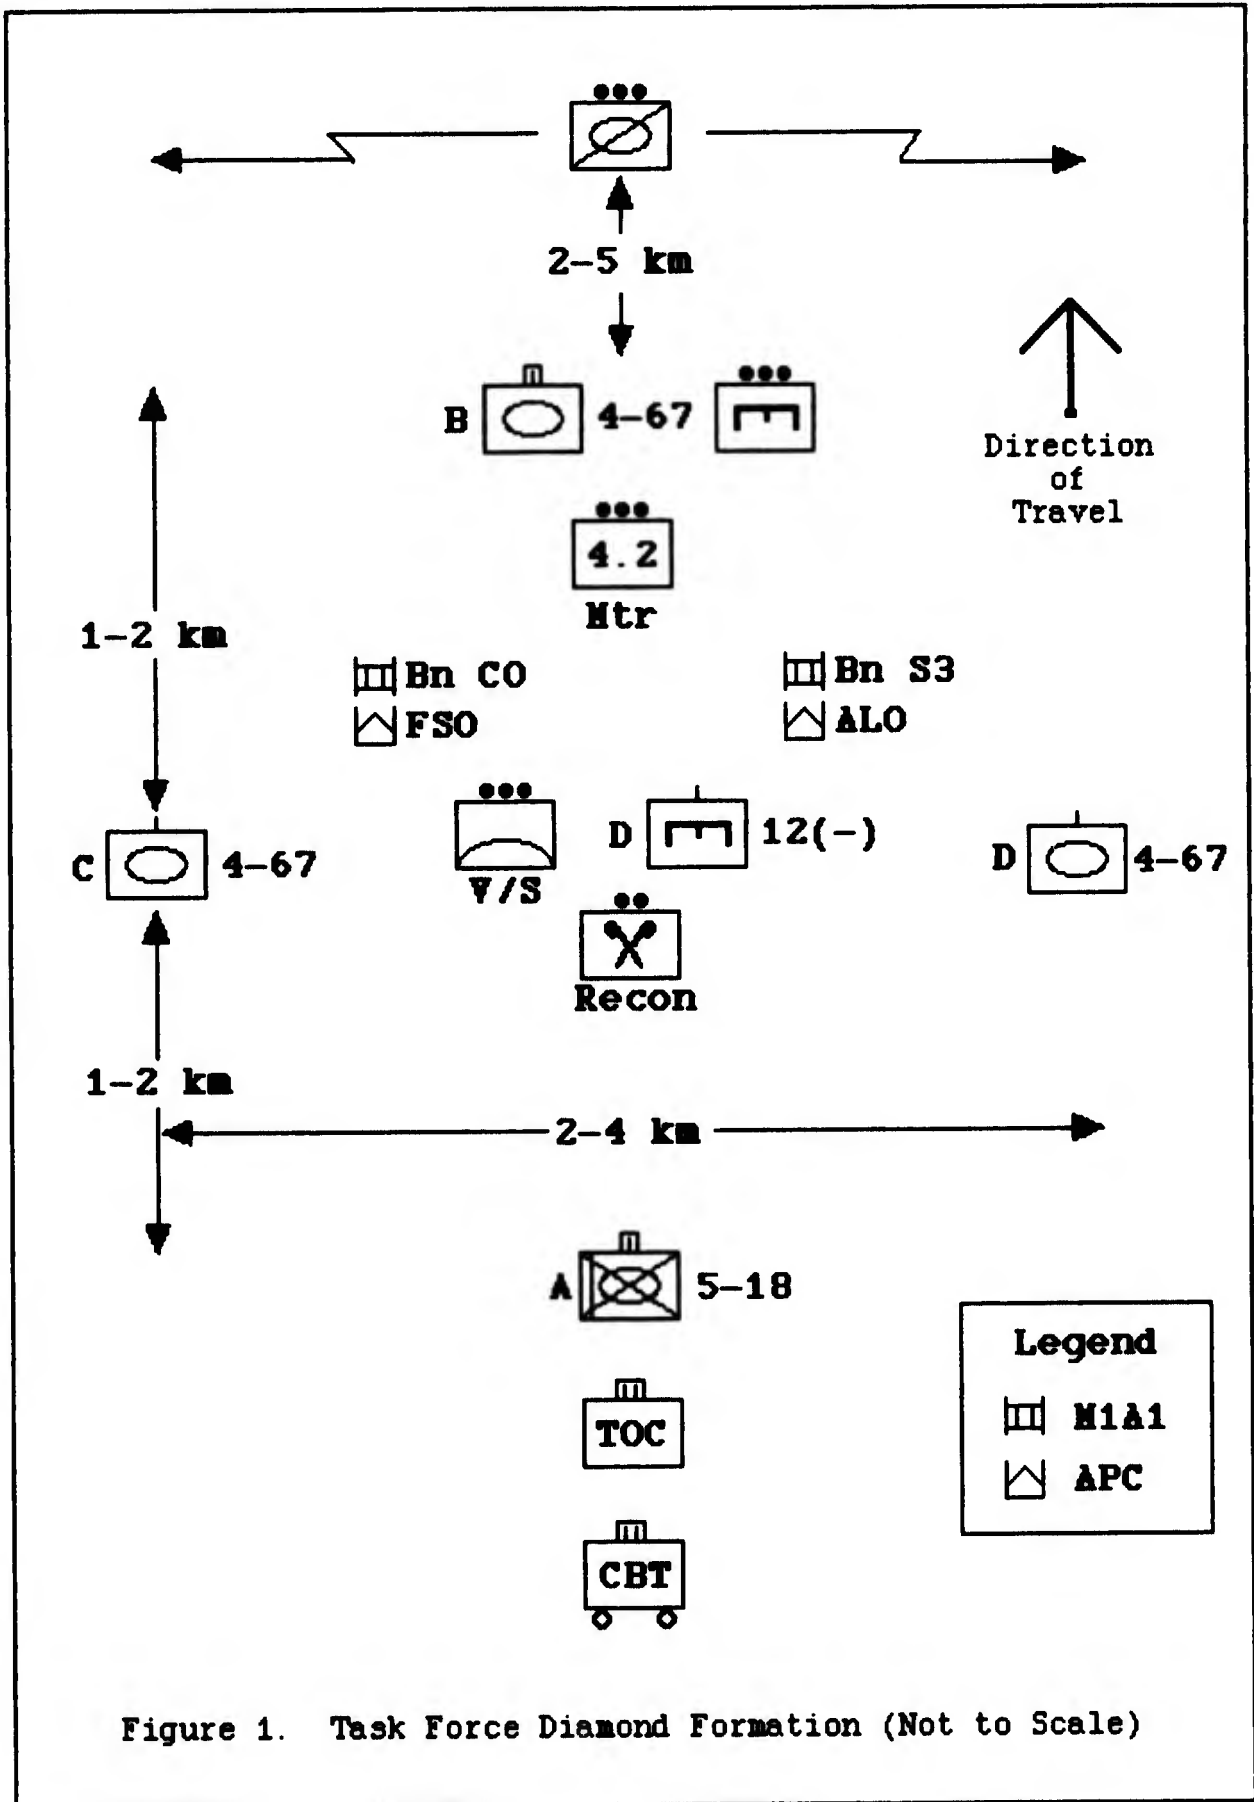 2-5 km
B 4-67
Direction
of
Travel
4.2
Mtr
1-2 km
Bn CO
Bn S3
FSO
ALO
C 4-67
V/S
D 12(-)
D 4-67
Recon
1-2 km
2-4 km
A 5-18
Legend
M1A1
APC
TOC
CBT
Figure 1. Task Force Diamond Formation (Not to Scale)